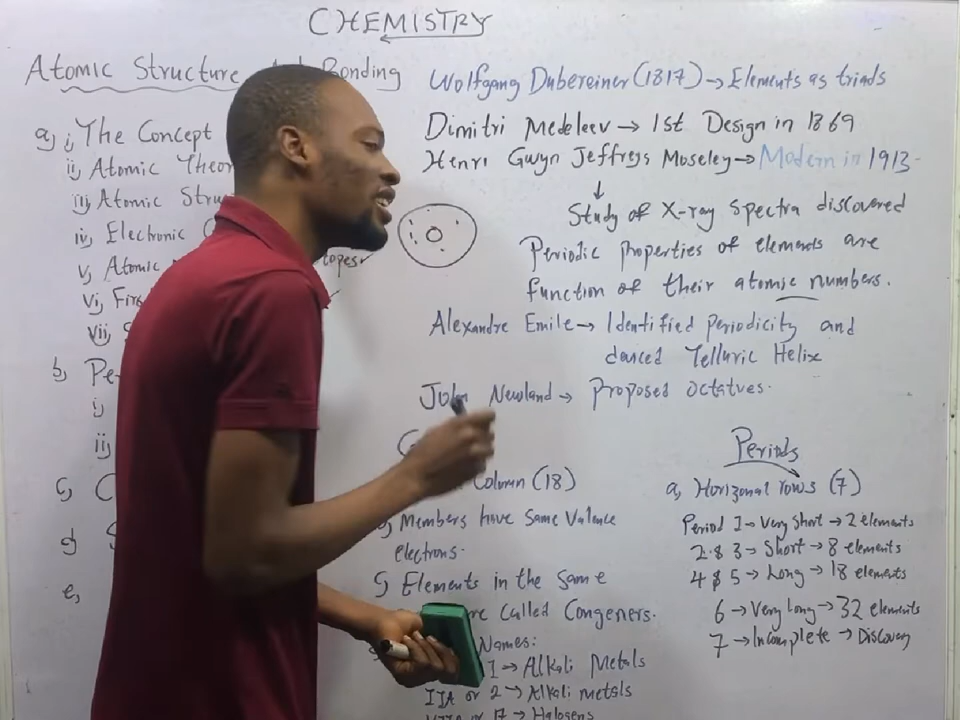 CHEMISTRY
Atomic Structure Bonding
a) i, The Concept
ii, Atomic Theor
iii, Atomic Stru
iv, Electronic
v, Atomic topes
vi, Firs
vii, S
b, Pe
i)
ii)
c, C
d) S
e,
Wolfgang Dubereiner (1817) → Elements as triads
Dimitri Medeleev → 1st Design in 1869
Henri Gwyn Jeffreys Moseley → Modern in 1913
↓
Study of X-ray Spectra discovered
Periodic properties of elements are
function of their atomic numbers.
Alexandre Emile → Identified periodicity and
danced Telluric Helix
John Newland → Proposed octatves.
G
Column (18)
b) Members have Same Valence
electrons.
c) Elements in the Same
re called Congeners.
Names:
1 → Alkali Metals
IIA or 2 → Alkali metals
VIIA or 17 → Halogens
Periods
a, Horizonal rows (7)
Period 1 → Very Short → 2 elements
2 & 3 → Short → 8 elements
4 & 5 → Long → 18 elements
6 → Very long → 32 elements
7 → Incomplete → Discovery